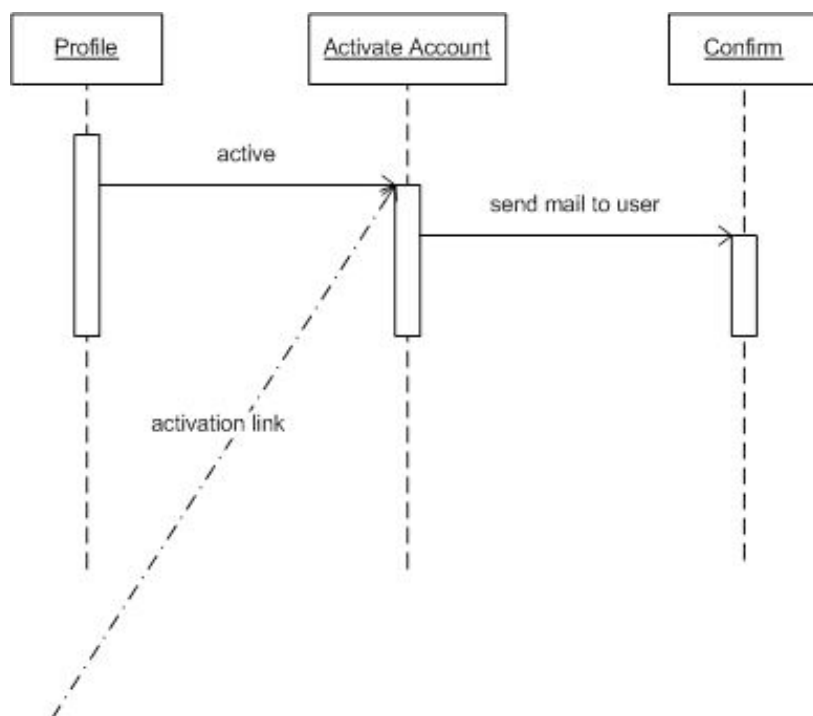 Profile
Activate Account
Confirm
active
send mail to user
activation link